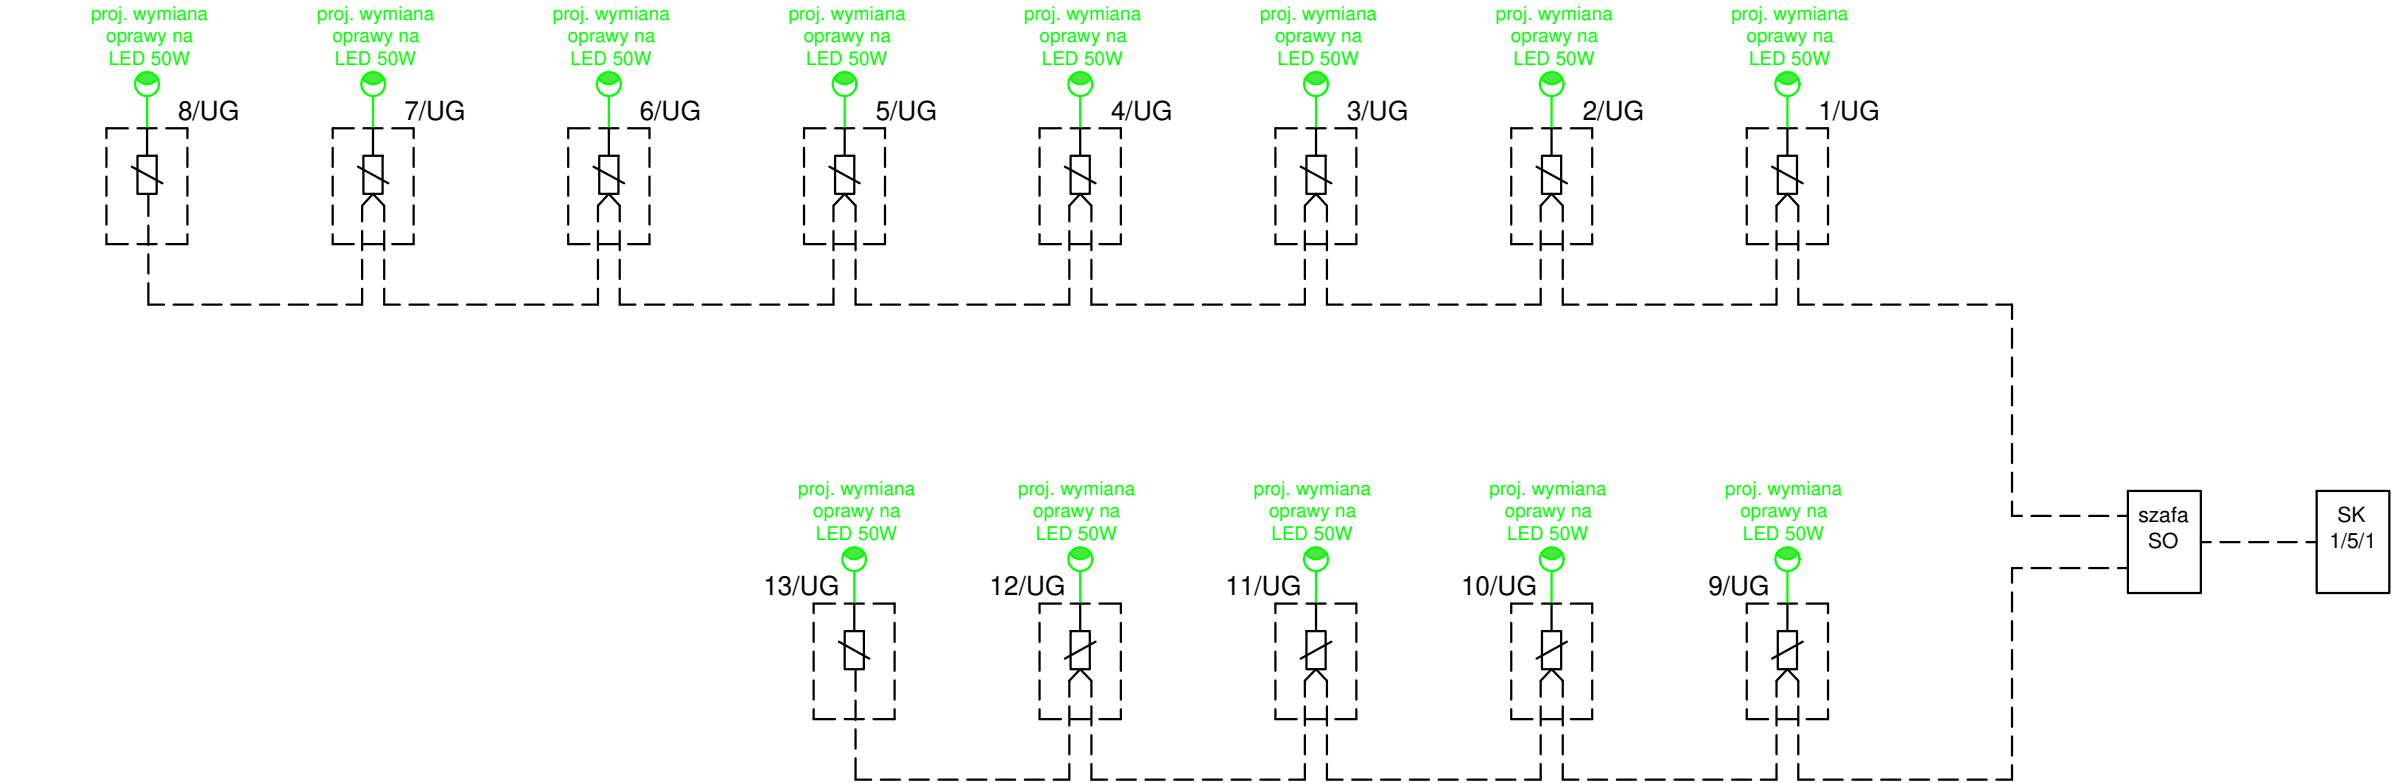 proj. wymiana
oprawy na
LED 50W
8/UG
proj. wymiana
oprawy na
LED 50W
7/UG
proj. wymiana
oprawy na
LED 50W
6/UG
proj. wymiana
oprawy na
LED 50W
5/UG
proj. wymiana
oprawy na
LED 50W
4/UG
proj. wymiana
oprawy na
LED 50W
3/UG
proj. wymiana
oprawy na
LED 50W
2/UG
proj. wymiana
oprawy na
LED 50W
1/UG
proj. wymiana
oprawy na
LED 50W
13/UG
proj. wymiana
oprawy na
LED 50W
12/UG
proj. wymiana
oprawy na
LED 50W
11/UG
proj. wymiana
oprawy na
LED 50W
10/UG
proj. wymiana
oprawy na
LED 50W
9/UG
szafa
SO
SK
1/5/1